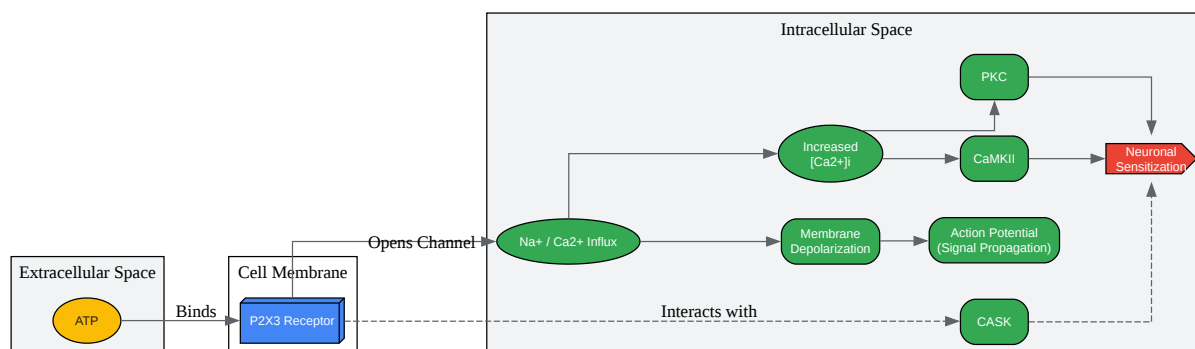 Intracellular Space
PKC
Increased
[Ca2+]i
CaMKII
Neuronal
Sensitization
Opens Channel
Na+ / Ca2+ Influx
Membrane
Depolarization
Action Potential
(Signal Propagation)
Extracellular Space
Cell Membrane
ATP
Binds
P2X3 Receptor
Interacts with
CASK